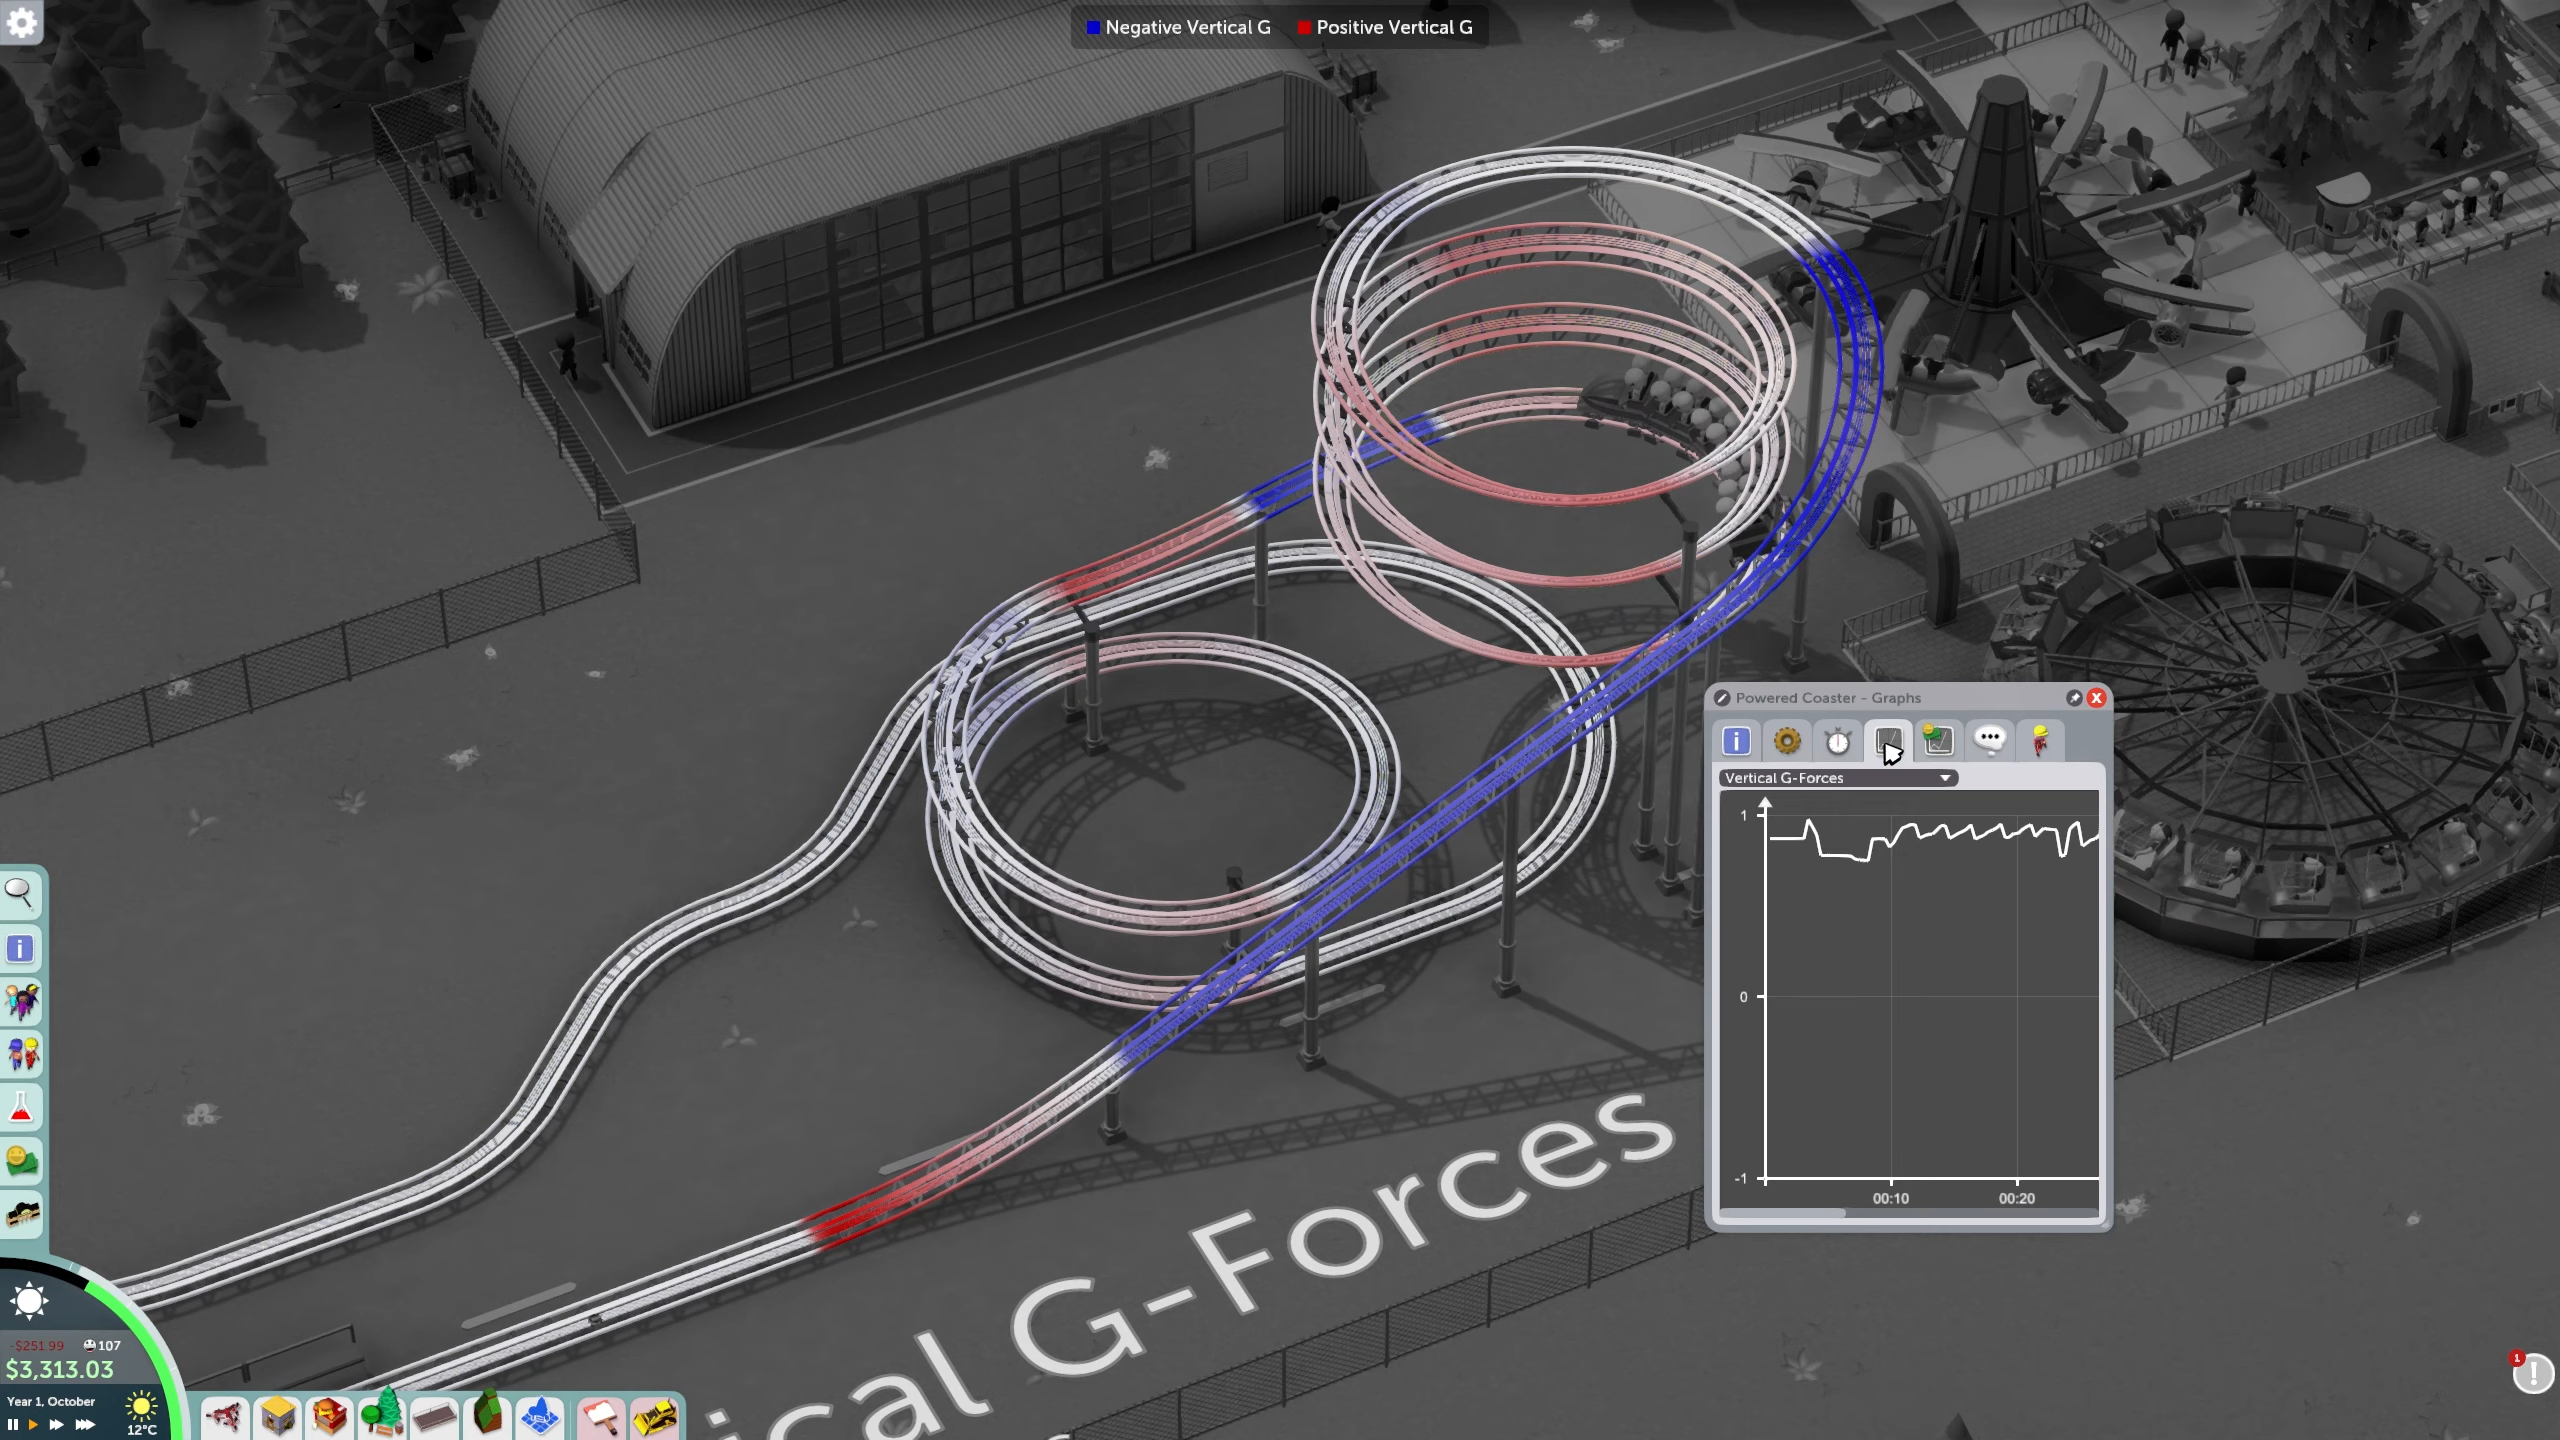 Negative Vertical G Positive Vertical G
Powered Coaster - Graphs
Vertical G-Forces
1
0
-1
00:10 00:20
ical G-Forces
-$251.99 107
$3,313.03
Year 1, October
12°C
1